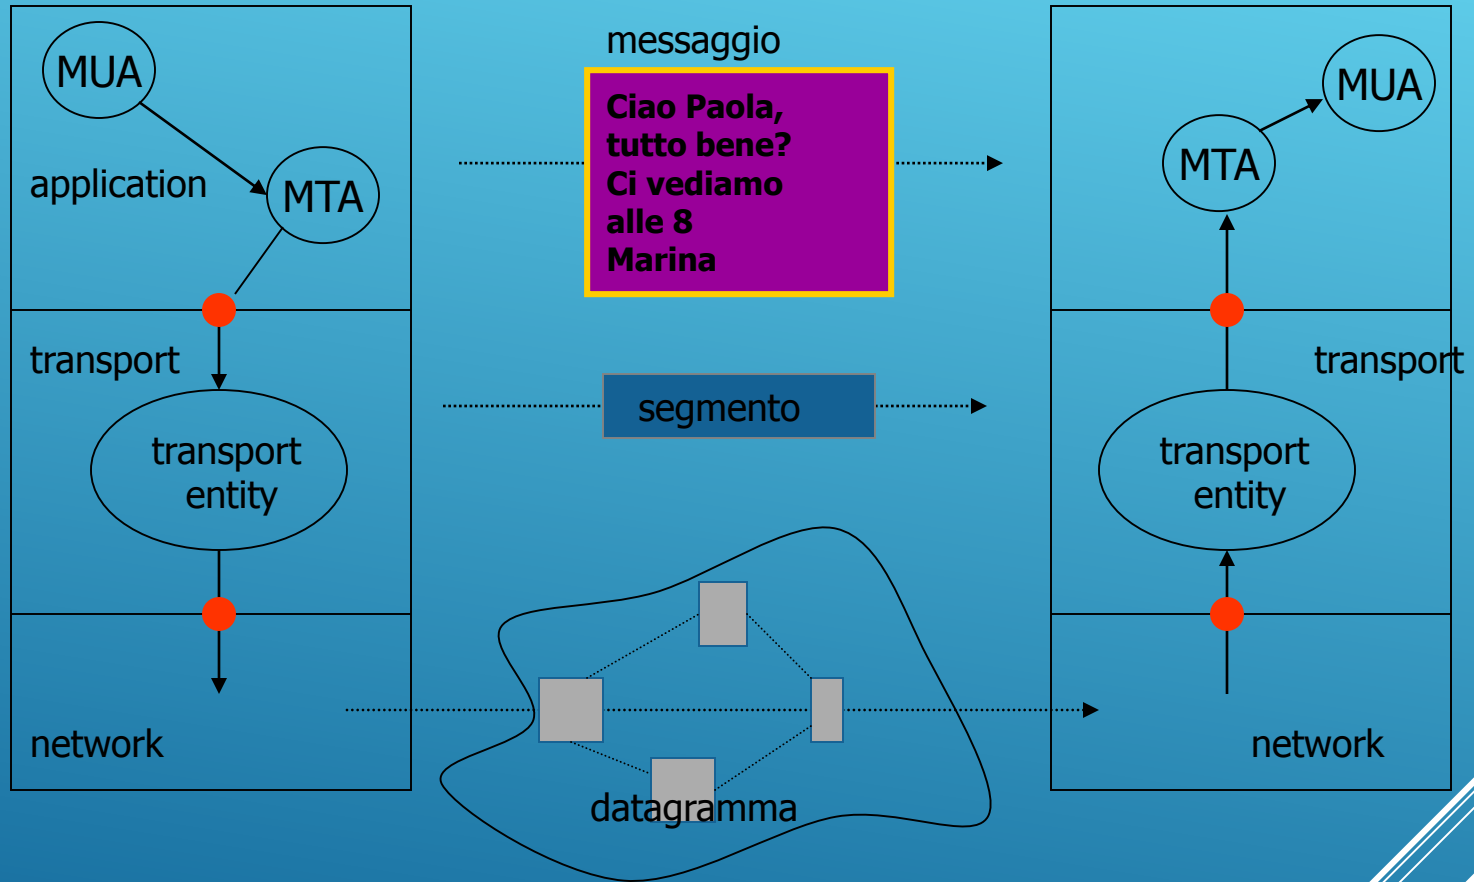 messaggio
MUA
MUA
Ciao Paola,
tutto bene?
Ci vediamo
alle 8
Marina
application
MTA
MTA
transport
transport
segmento
transport
entity
transport
entity
network
network
datagramma